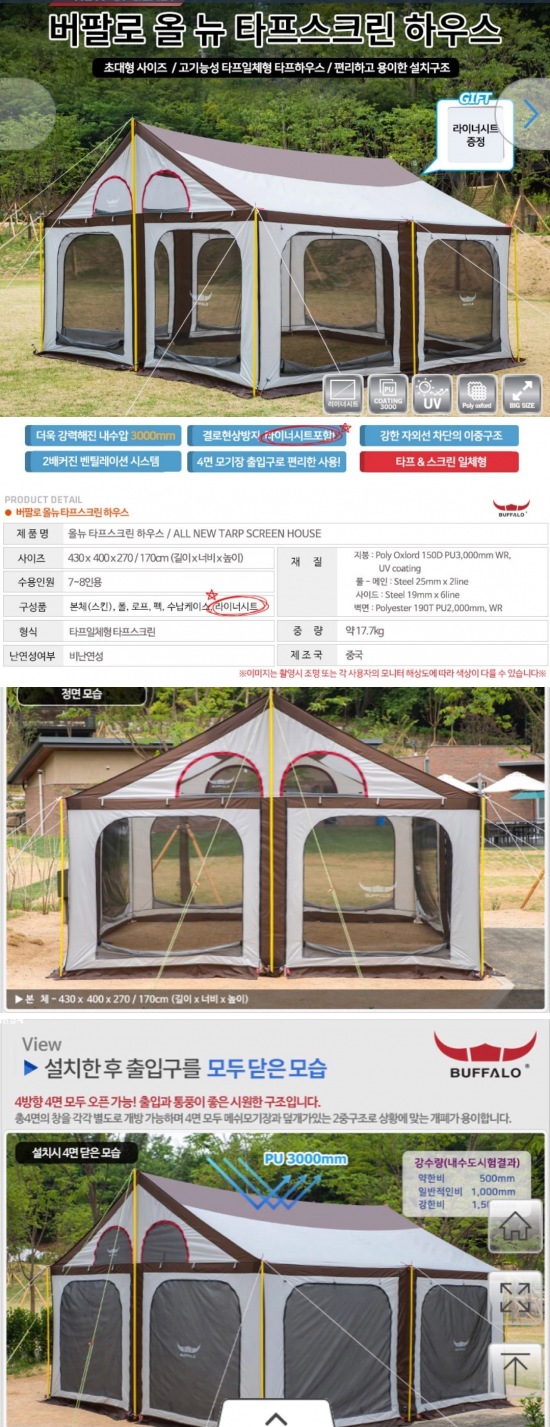 버팔로 올 뉴 타프스크린 하우스
초대형 사이즈 / 고기능성 타프일체형 타프하우스 / 편리하고 용이한 설치구조
GIFT
라이너시트
증정
라이너시트
PU
COATING
3000
UV
Poly oxford
BIG SIZE
더욱 강력해진 내수압 3000mm
결로현상방지 라이너시트포함!
강한 자외선 차단의 이중구조
2배커진 벤틸레이션 시스템
4면 모기장 출입구로 편리한 사용!
타프 & 스크린 일체형
PRODUCT DETAIL
버팔로 올뉴 타프스크린 하우스
BUFFALO
제 품 명 올뉴 타프스크린 하우스 / ALL NEW TARP SCREEN HOUSE
사이즈 430 x 400 x 270 / 170cm (길이 x 너비 x 높이)
수용인원 7~8인용
구성품 본체(스킨), 폴, 로프, 팩, 수납케이스, 라이너시트
형식 타프일체형 타프스크린
난연성여부 비난연성
재 질 지붕 : Poly Oxlord 150D PU3,000mm WR,
UV coating
폴 - 메인 : Steel 25mm x 2line
사이드 : Steel 19mm x 6line
벽면 : Polyester 190T PU2,000mm, WR
중 량 약 17.7kg
제 조 국 중국
※이미지는 촬영시 조명 또는 각 사용자의 모니터 해상도에 따라 색상이 다를 수 있습니다※
정면 모습
▶ 본 체 - 430 x 400 x 270 / 170cm (길이 x 너비 x 높이)
View
▶ 설치한 후 출입구를 모두 닫은 모습
BUFFALO
4방향 4면 모두 오픈 가능! 출입과 통풍이 좋은 시원한 구조입니다.
총4면의 창을 각각 별도로 개방 가능하며 4면 모두 메쉬모기장과 덮개가있는 2중구조로 상황에 맞는 개폐가 용이합니다.
설치시 4면 닫은 모습
PU 3000mm
강수량(내수도시험결과)
약한비 500mm
일반적인비 1,000mm
강한비
BUFFALO